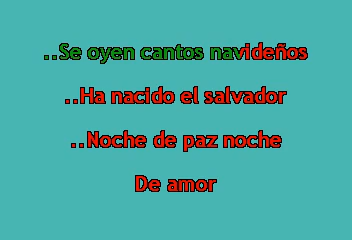 ..Se oyen cantos navideños
..Ha nacido el salvador
..Noche de paz noche
De amor